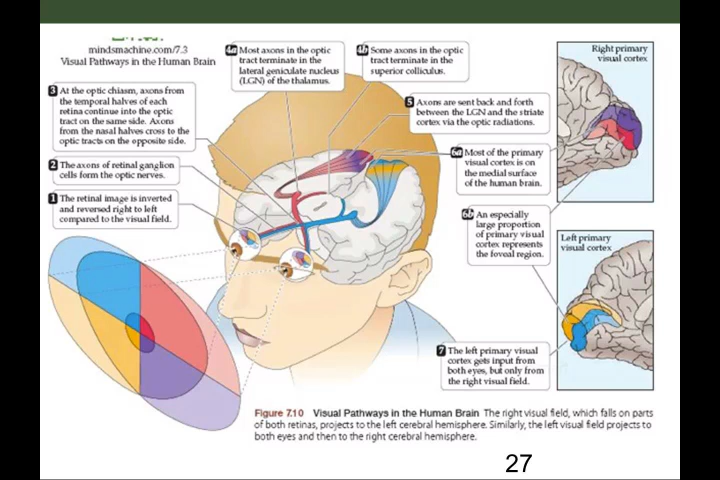 mindsmachine.com/7.3
Visual Pathways in the Human Brain
4a Most axons in the optic
tract terminate in the
lateral geniculate nucleus
(LGN) of the thalamus.
4b Some axons in the optic
tract terminate in the
superior colliculus.
Right primary
visual cortex
3 At the optic chiasm, axons from
the temporal halves of each
retina continue into the optic
tract on the same side. Axons
from the nasal halves cross to the
optic tracts on the opposite side.
5 Axons are sent back and forth
between the LGN and the striate
cortex via the optic radiations.
6a Most of the primary
visual cortex is on
the medial surface
of the human brain.
2 The axons of retinal ganglion
cells form the optic nerves.
1 The retinal image is inverted
and reversed right to left
compared to the visual field.
6b An especially
large proportion
of primary visual
cortex represents
the foveal region.
Left primary
visual cortex
7 The left primary visual
cortex gets input from
both eyes, but only from
the right visual field.
Figure 7.10 Visual Pathways in the Human Brain The right visual field, which falls on parts
of both retinas, projects to the left cerebral hemisphere. Similarly, the left visual field projects to
both eyes and then to the right cerebral hemisphere.
27